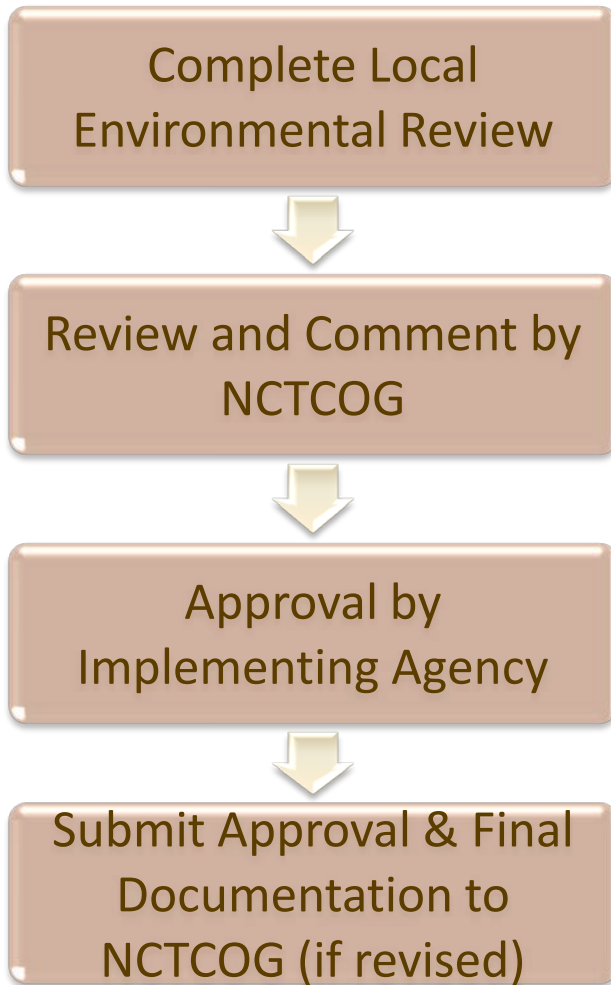 Complete Local
Environmental Review
Review and Comment by
NCTCOG
Approval by
Implementing Agency
Submit Approval & Final
Documentation to
NCTCOG (if revised)